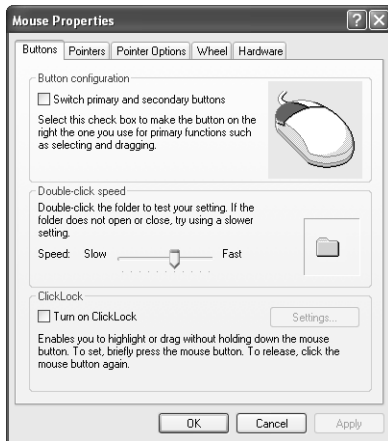 Mouse Properties
Buttons Pointers Pointer Options Wheel Hardware
Button configuration
Switch primary and secondary buttons
Select this check box to make the button on the
right the one you use for primary functions such
as selecting and dragging.
Double-click speed
Double-click the folder to test your setting. If the
folder does not open or close, try using a slower
setting.
Speed: Slow Fast
ClickLock
Turn on ClickLock Settings...
Enables you to highlight or drag without holding down the mouse
button. To set, briefly press the mouse button. To release, click the
mouse button again.
OK Cancel Apply